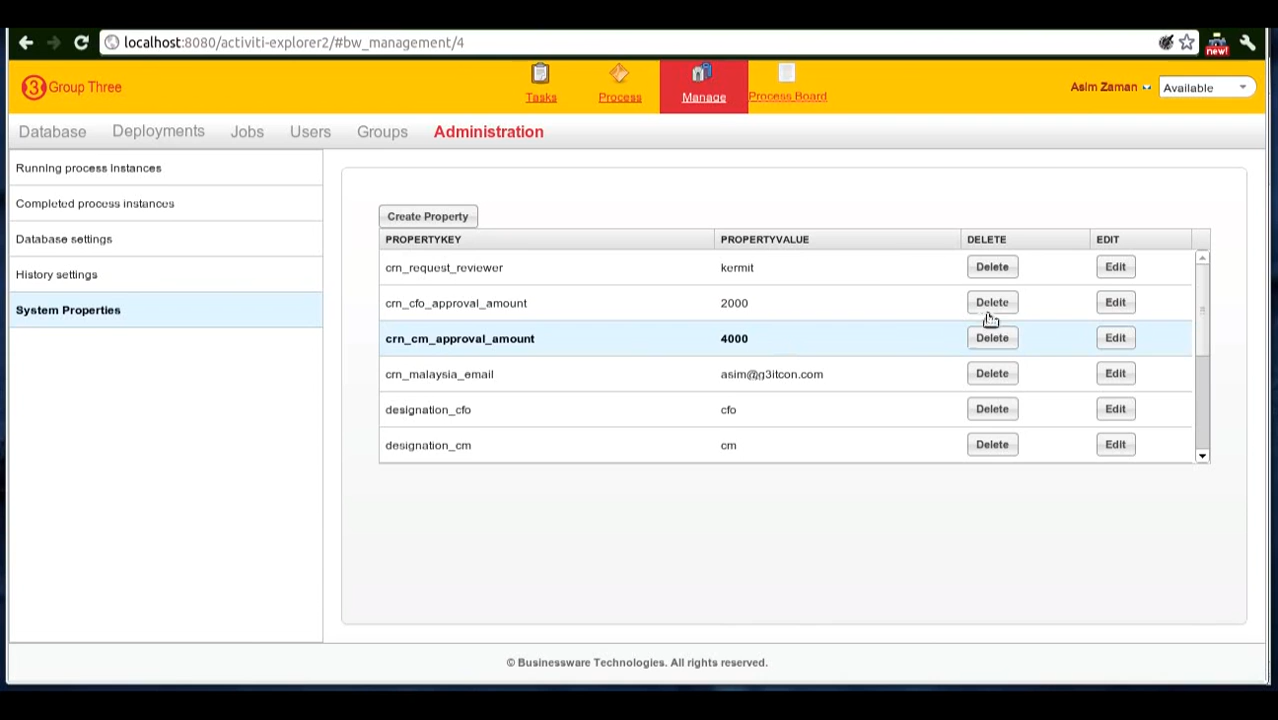 localhost:8080/activiti-explorer2/#bw_management/4
new!
3 Group Three
Tasks
Process
Manage
Process Board
Asim Zaman
Available
Database Deployments Jobs Users Groups Administration
Running process instances
Completed process instances
Database settings
History settings
System Properties
Create Property
PROPERTYKEY PROPERTYVALUE DELETE EDIT
crn_request_reviewer kermit Delete Edit
crn_cfo_approval_amount 2000 Delete Edit
crn_cm_approval_amount 4000 Delete Edit
crn_malaysia_email asim@g3itcon.com Delete Edit
designation_cfo cfo Delete Edit
designation_cm cm Delete Edit
© Businessware Technologies. All rights reserved.